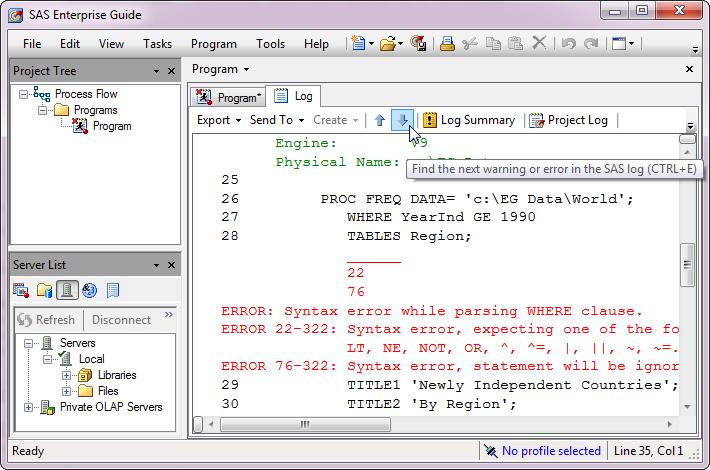 SAS Enterprise Guide
File Edit View Tasks Program Tools Help
Project Tree
Process Flow
Programs
Program
Server List
Refresh Disconnect »
Servers
Local
Libraries
Files
Private OLAP Servers
Program
Program* Log
Export Send To Create Log Summary Project Log
Engine: V9
Physical Name:
Find the next warning or error in the SAS log (CTRL+E)
25
26 PROC FREQ DATA= 'c:\EG Data\World';
27 WHERE YearInd GE 1990
28 TABLES Region;
______
22
76
ERROR: Syntax error while parsing WHERE clause.
ERROR 22-322: Syntax error, expecting one of the fo
LT, NE, NOT, OR, ^, ^=, |, ||, ~, ~=.
ERROR 76-322: Syntax error, statement will be ignor
29 TITLE1 'Newly Independent Countries';
30 TITLE2 'By Region';
Ready No profile selected Line 35, Col 1